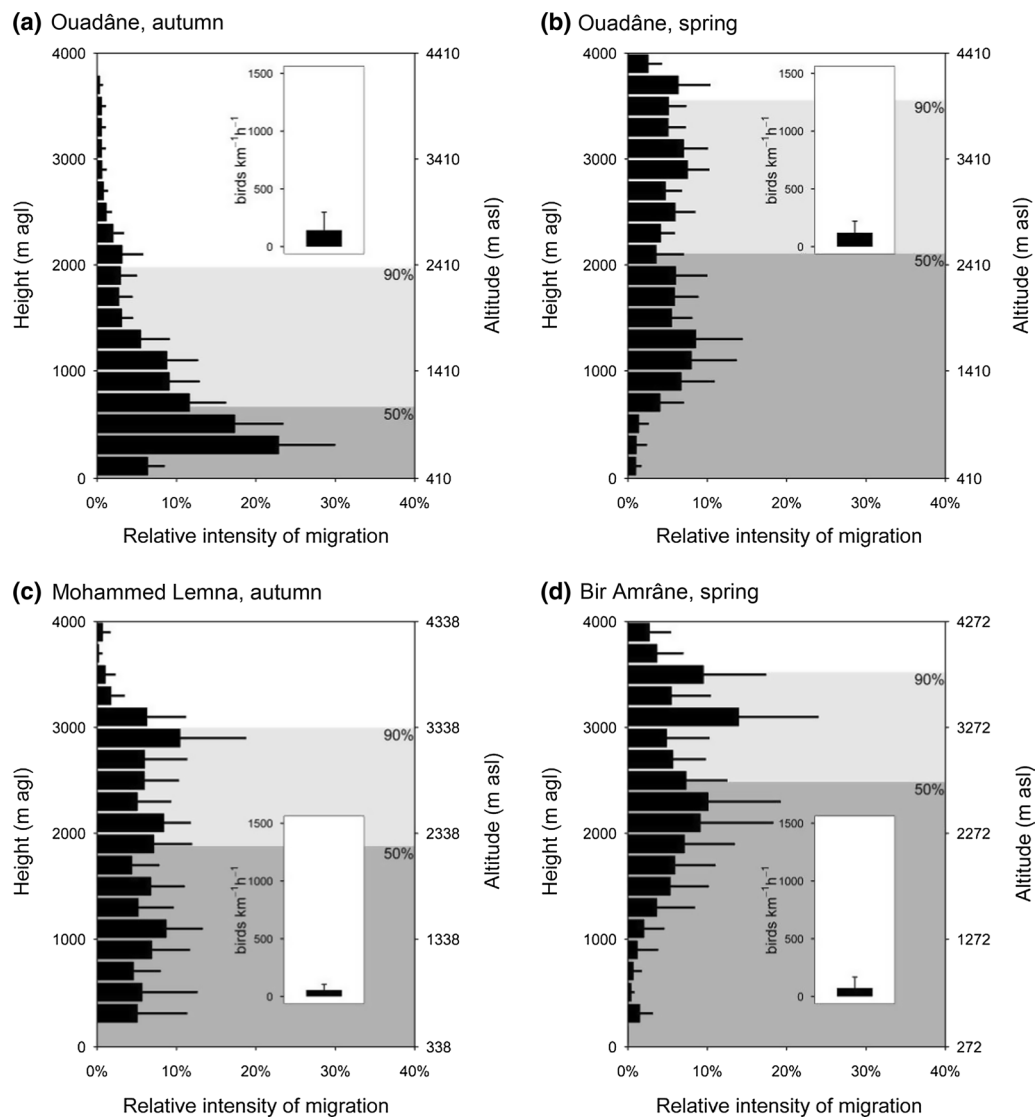 (a) Ouadâne, autumn
4000
3000
2000
1000
0
Height (m agl)
4410
3410
2410
1410
410
Altitude (m asl)
90%
50%
1500
1000
500
0
birds km⁻¹h⁻¹
0% 10% 20% 30% 40%
Relative intensity of migration
(b) Ouadâne, spring
4000
3000
2000
1000
0
Height (m agl)
4410
3410
2410
1410
410
Altitude (m asl)
90%
50%
1500
1000
500
0
birds km⁻¹h⁻¹
0% 10% 20% 30% 40%
Relative intensity of migration
(c) Mohammed Lemna, autumn
4000
3000
2000
1000
0
Height (m agl)
4338
3338
2338
1338
338
Altitude (m asl)
90%
50%
1500
1000
500
0
birds km⁻¹h⁻¹
0% 10% 20% 30% 40%
Relative intensity of migration
(d) Bir Amrâne, spring
4000
3000
2000
1000
0
Height (m agl)
4272
3272
2272
1272
272
Altitude (m asl)
90%
50%
1500
1000
500
0
birds km⁻¹h⁻¹
0% 10% 20% 30% 40%
Relative intensity of migration